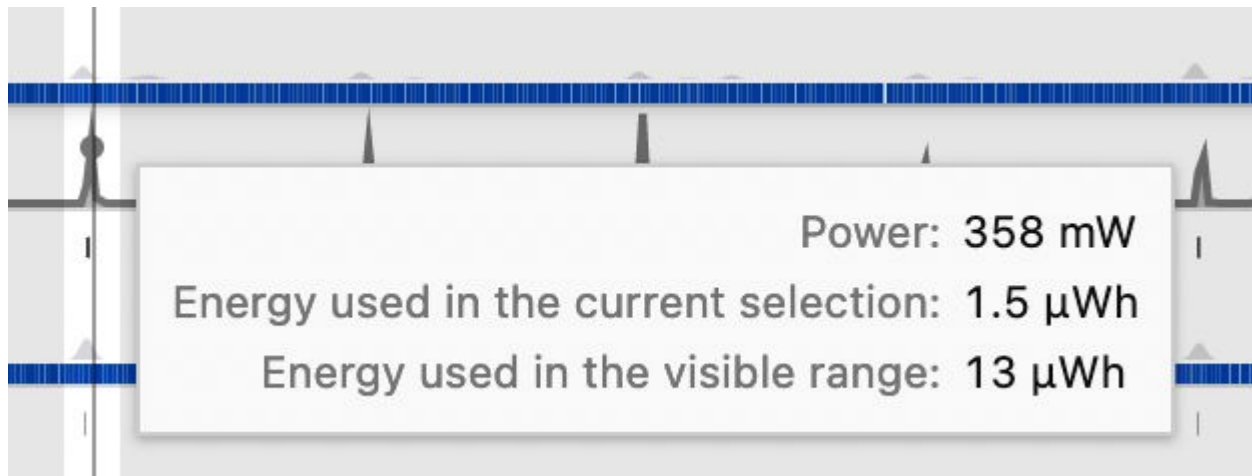 Power: 358 mW
Energy used in the current selection: 1.5 μWh
Energy used in the visible range: 13 μWh